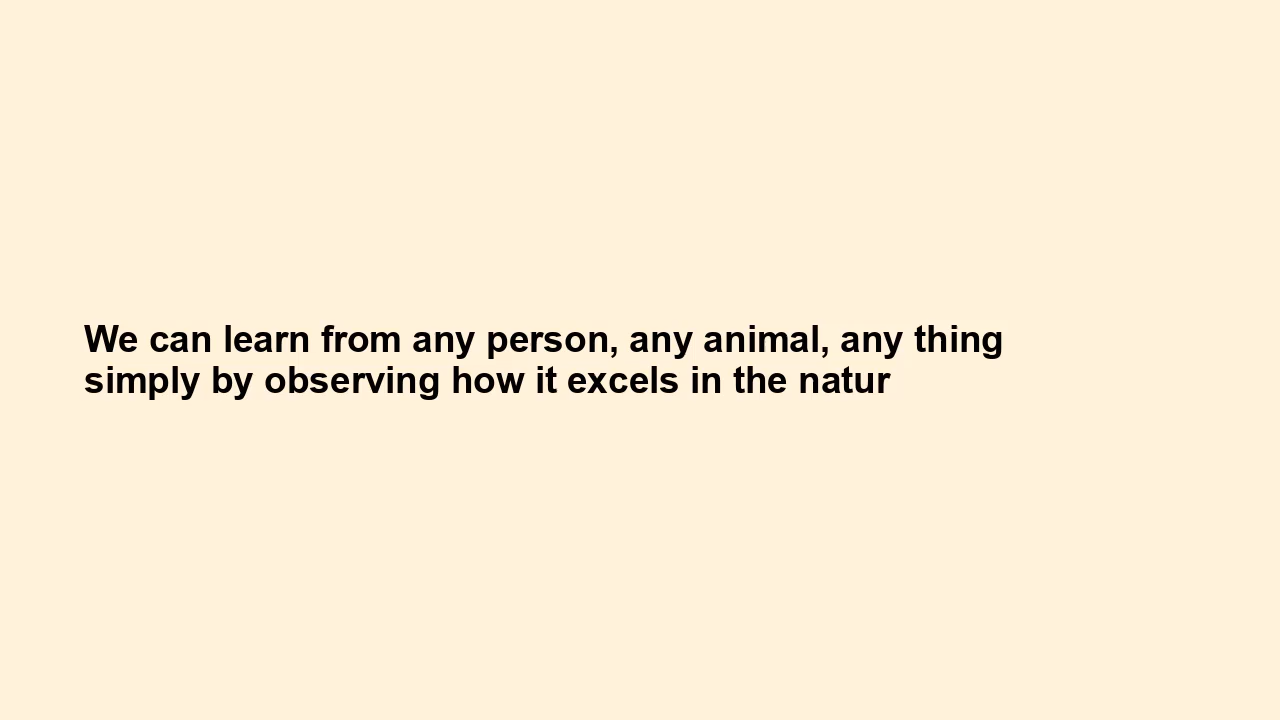 We can learn from any person, any animal, any thing
simply by observing how it excels in the natur